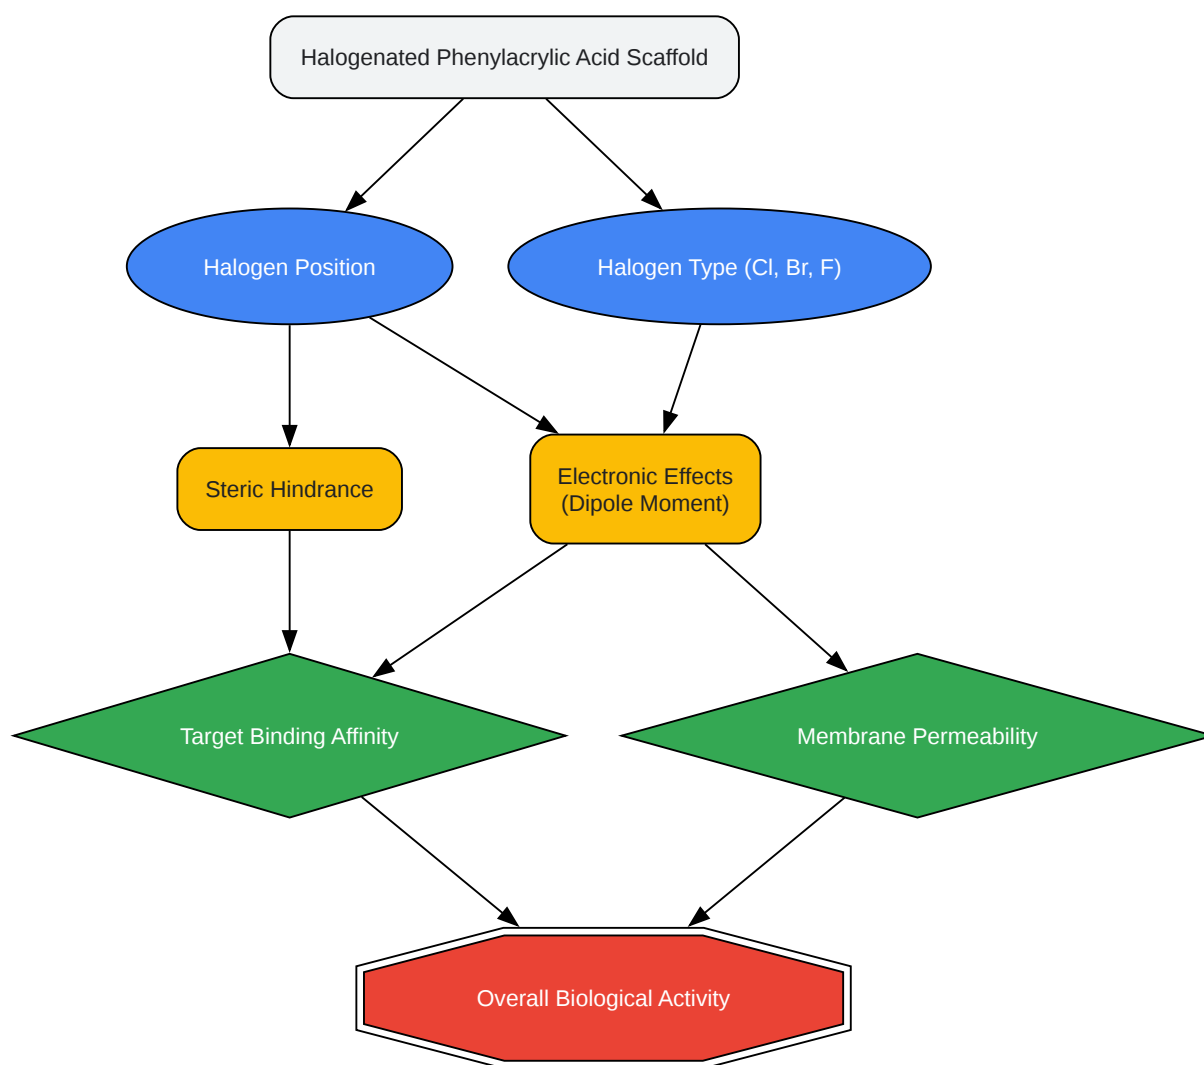 Halogenated Phenylacrylic Acid Scaffold
Halogen Position
Halogen Type (Cl, Br, F)
Steric Hindrance
Electronic Effects
(Dipole Moment)
Target Binding Affinity
Membrane Permeability
Overall Biological Activity